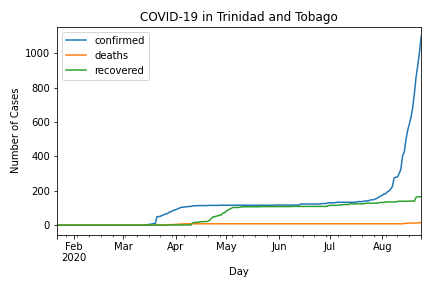 COVID-19 in Trinidad and Tobago
confirmed
deaths
recovered
Number of Cases
1000
800
600
400
200
0
Feb
2020
Mar
Apr
May
Jun
Jul
Aug
Day